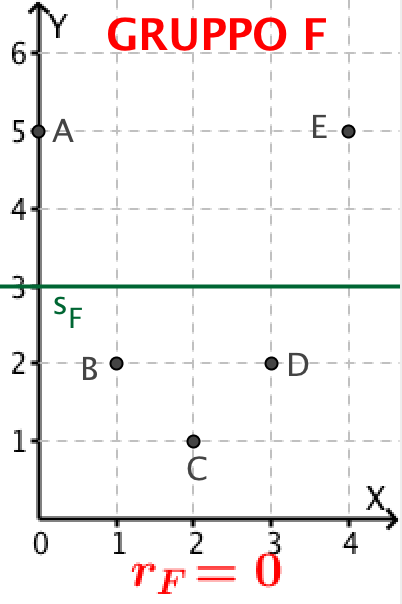 Y
GRUPPO F
6
5 A E
4
3
s_F
2 B D
1
C
X
0 1 2 3 4
r_F = 0